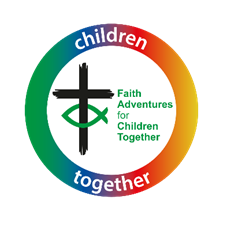 children
Faith
Adventures
for
Children
Together
together